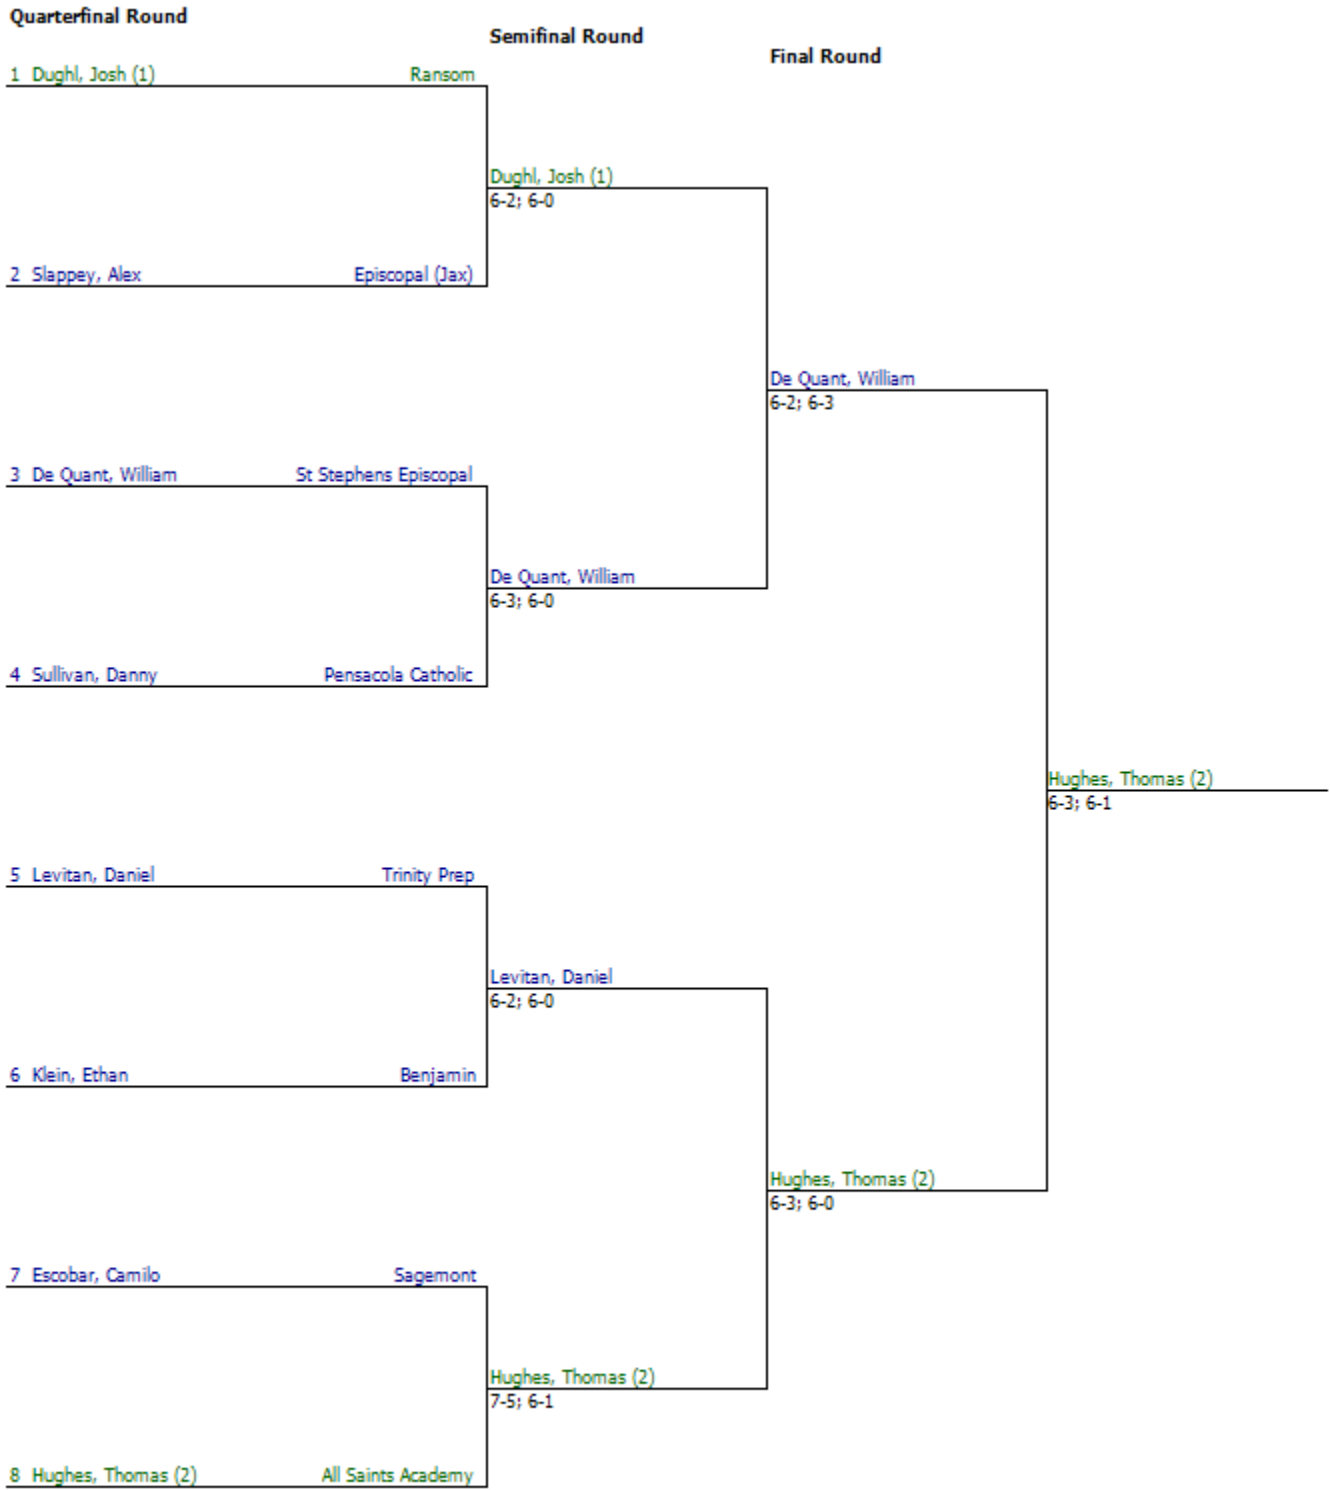 Quarterfinal Round
Semifinal Round
Final Round
1 Dughl, Josh (1) Ransom
Dughl, Josh (1)
6-2; 6-0
2 Slappey, Alex Episcopal (Jax)
De Quant, William
6-2; 6-3
3 De Quant, William St Stephens Episcopal
De Quant, William
6-3; 6-0
4 Sullivan, Danny Pensacola Catholic
Hughes, Thomas (2)
6-3; 6-1
5 Levitan, Daniel Trinity Prep
Levitan, Daniel
6-2; 6-0
6 Klein, Ethan Benjamin
Hughes, Thomas (2)
6-3; 6-0
7 Escobar, Camilo Sagemont
Hughes, Thomas (2)
7-5; 6-1
8 Hughes, Thomas (2) All Saints Academy